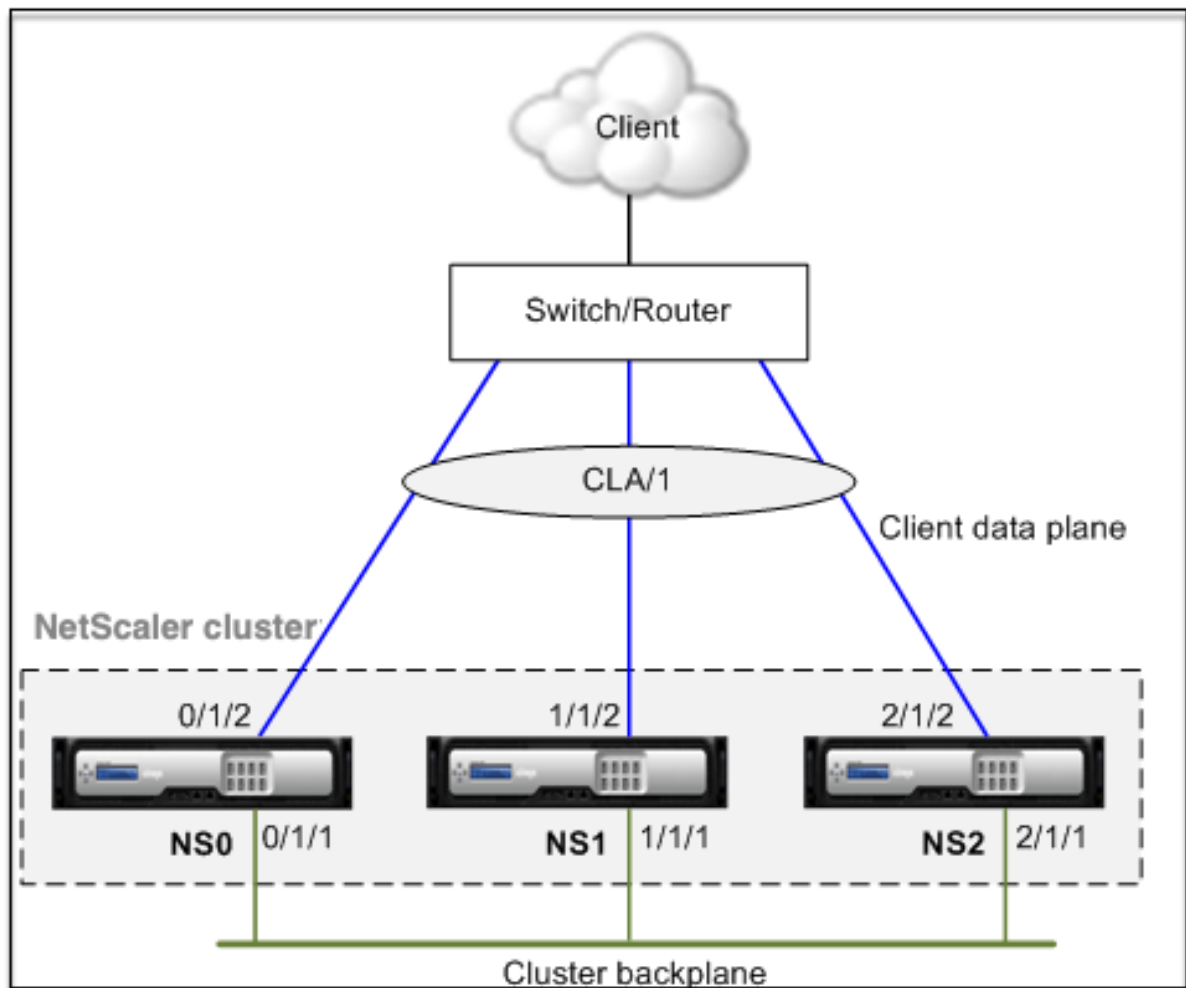 Client
Switch/Router
CLA/1
Client data plane
NetScaler cluster
0/1/2
1/1/2
2/1/2
NS0
0/1/1
NS1
1/1/1
NS2
2/1/1
Cluster backplane